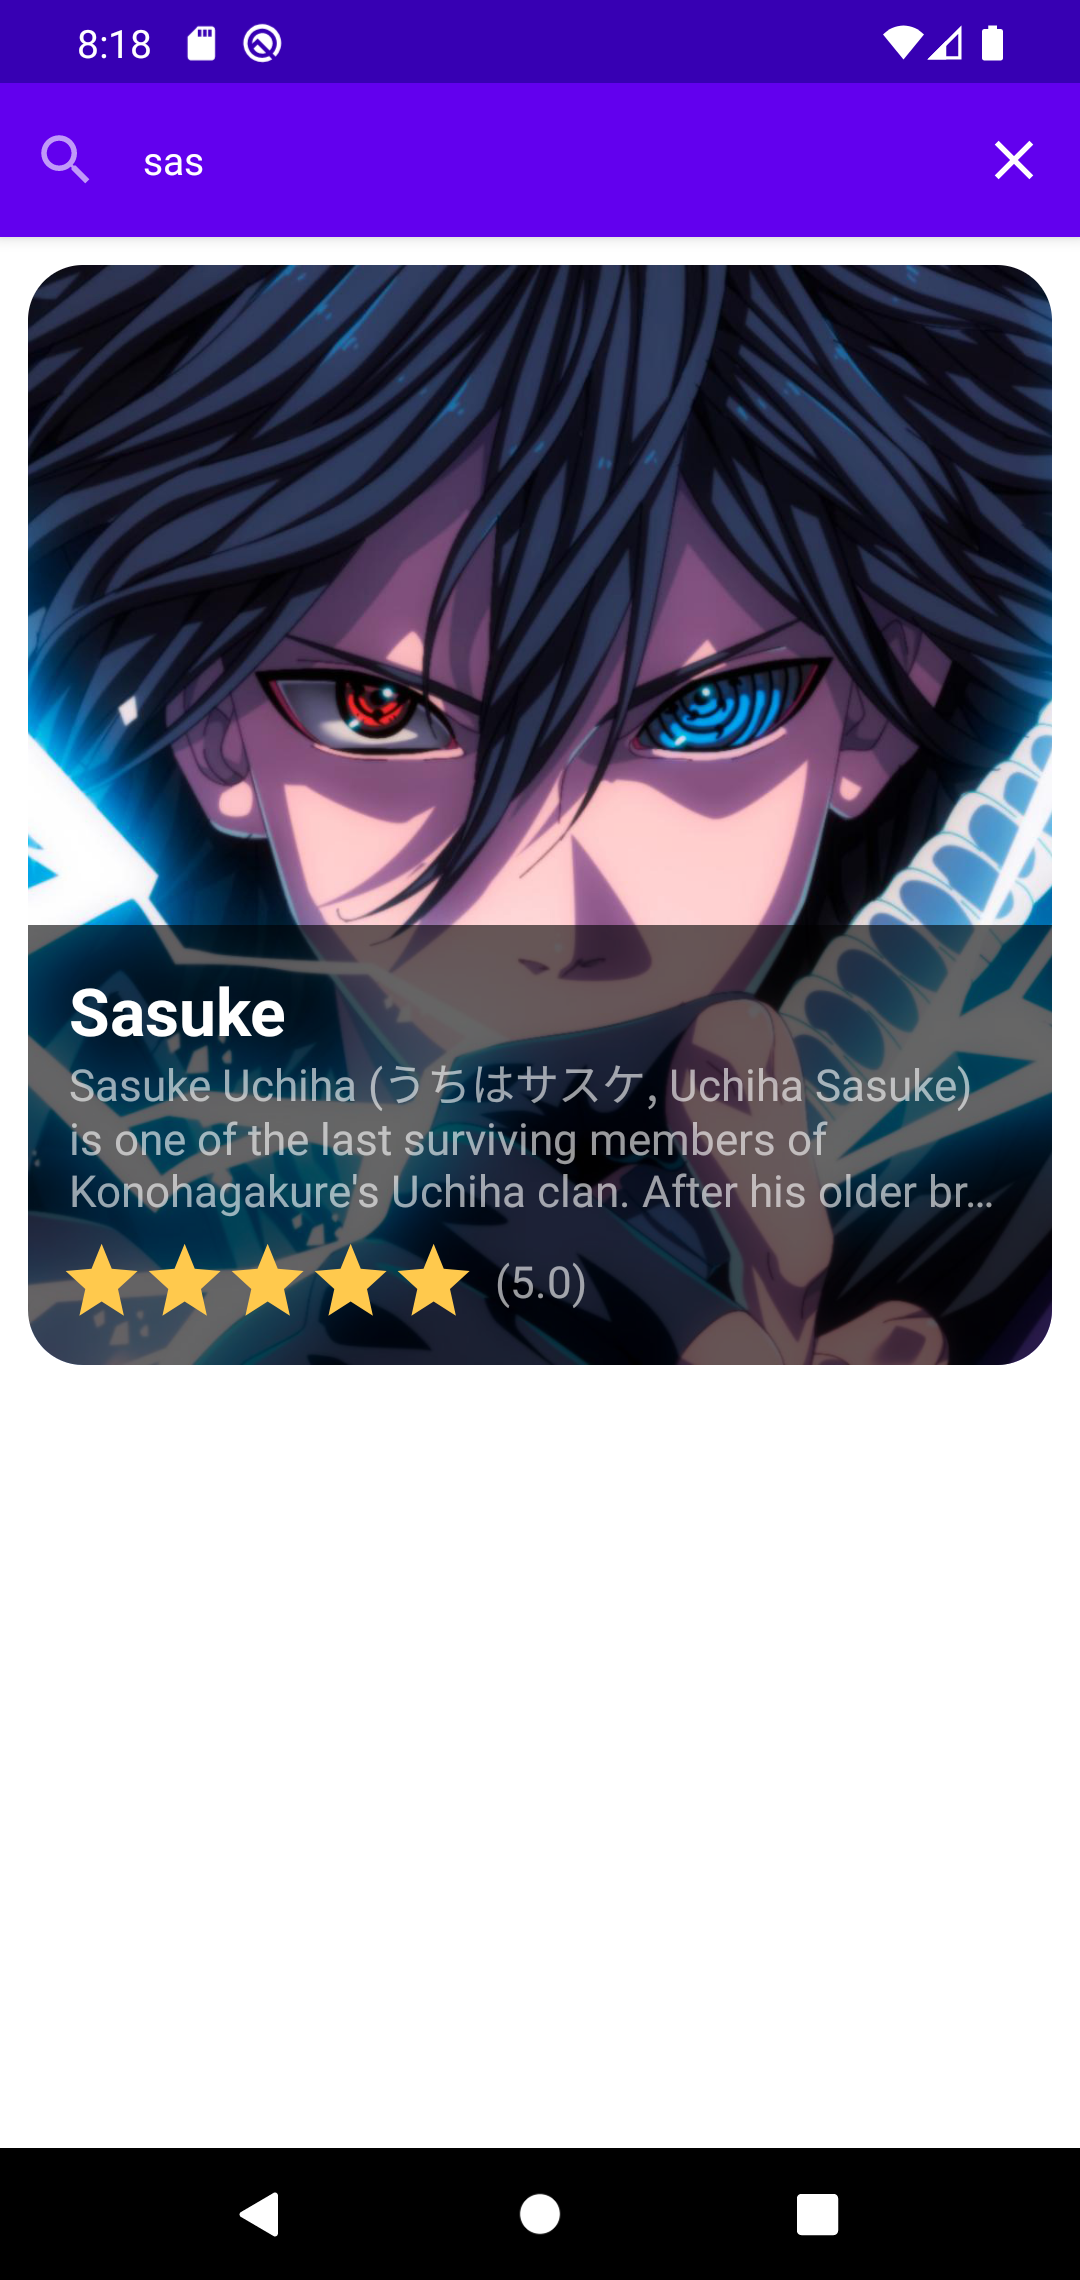 8:18
sas
Sasuke
Sasuke Uchiha (うちはサスケ, Uchiha Sasuke)
is one of the last surviving members of
Konohagakure's Uchiha clan. After his older br…
(5.0)